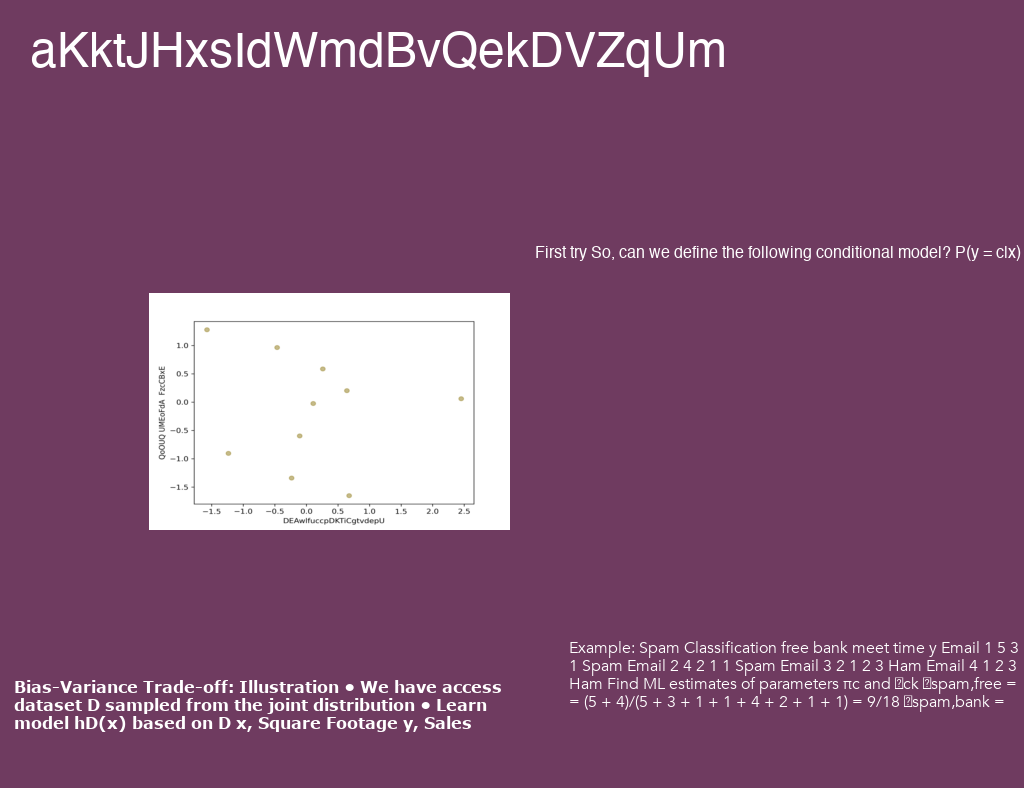 aKktJHxsIdWmdBvQekDVZqUm
First try So, can we define the following conditional model? P(y = c|x)
1.0
0.5
0.0
−0.5
−1.0
−1.5
QoOUQ UMEoFdA FzcCBxE
−1.5 −1.0 −0.5 0.0 0.5 1.0 1.5 2.0 2.5
DEAwlfuccpDKTiCgtvdepU
Example: Spam Classification free bank meet time y Email 1 5 3
1 Spam Email 2 4 2 1 1 Spam Email 3 2 1 2 3 Ham Email 4 1 2 3
Ham Find ML estimates of parameters πc and ck spam,free =
= (5 + 4)/(5 + 3 + 1 + 1 + 4 + 2 + 1 + 1) = 9/18 spam,bank =
Bias-Variance Trade-off: Illustration • We have access
dataset D sampled from the joint distribution • Learn
model hD(x) based on D x, Square Footage y, Sales